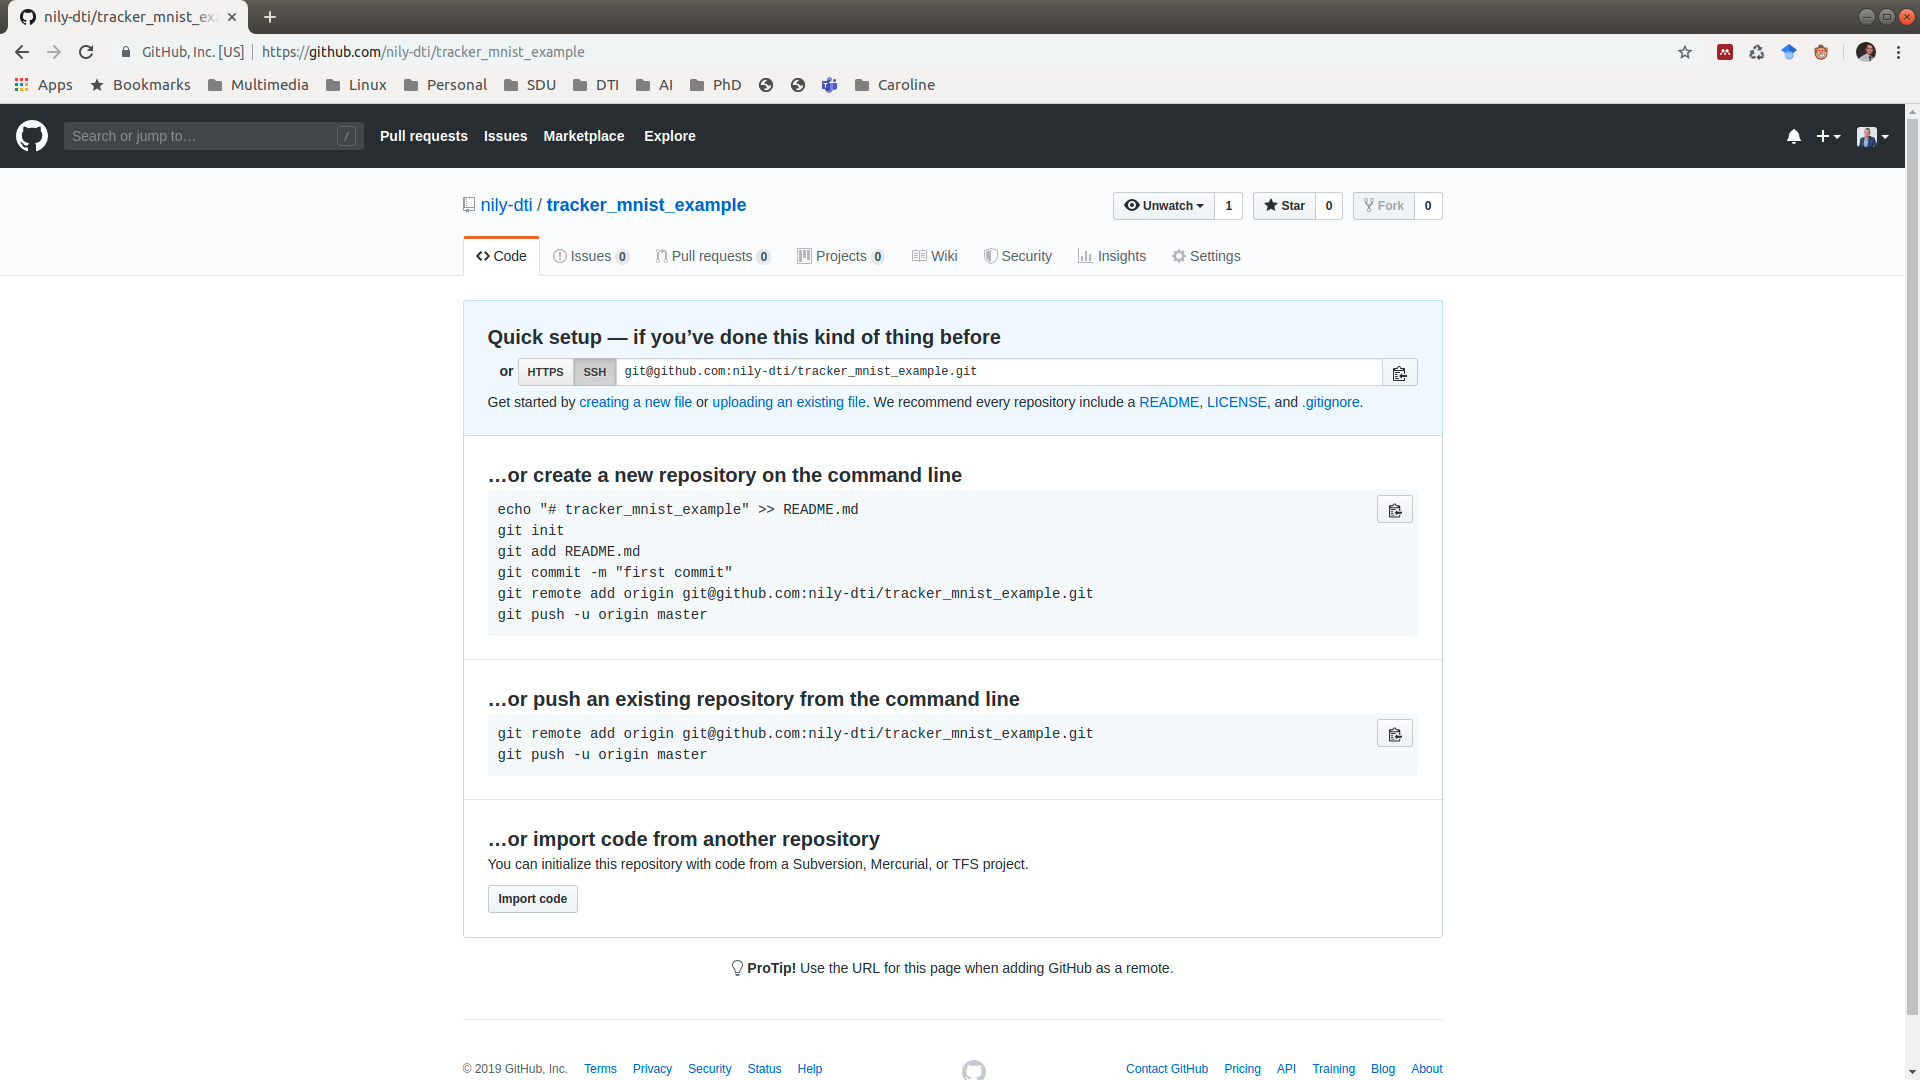 nily-dti/tracker_mnist_ex
GitHub, Inc. [US] https://github.com/nily-dti/tracker_mnist_example
Apps Bookmarks Multimedia Linux Personal SDU DTI AI PhD Caroline
Search or jump to… / Pull requests Issues Marketplace Explore
nily-dti / tracker_mnist_example Unwatch 1 Star 0 Fork 0
Code Issues 0 Pull requests 0 Projects 0 Wiki Security Insights Settings
Quick setup — if you’ve done this kind of thing before
or HTTPS SSH git@github.com:nily-dti/tracker_mnist_example.git
Get started by creating a new file or uploading an existing file. We recommend every repository include a README, LICENSE, and .gitignore.
…or create a new repository on the command line
echo "# tracker_mnist_example" >> README.md
git init
git add README.md
git commit -m "first commit"
git remote add origin git@github.com:nily-dti/tracker_mnist_example.git
git push -u origin master
…or push an existing repository from the command line
git remote add origin git@github.com:nily-dti/tracker_mnist_example.git
git push -u origin master
…or import code from another repository
You can initialize this repository with code from a Subversion, Mercurial, or TFS project.
Import code
ProTip! Use the URL for this page when adding GitHub as a remote.
© 2019 GitHub, Inc. Terms Privacy Security Status Help Contact GitHub Pricing API Training Blog About